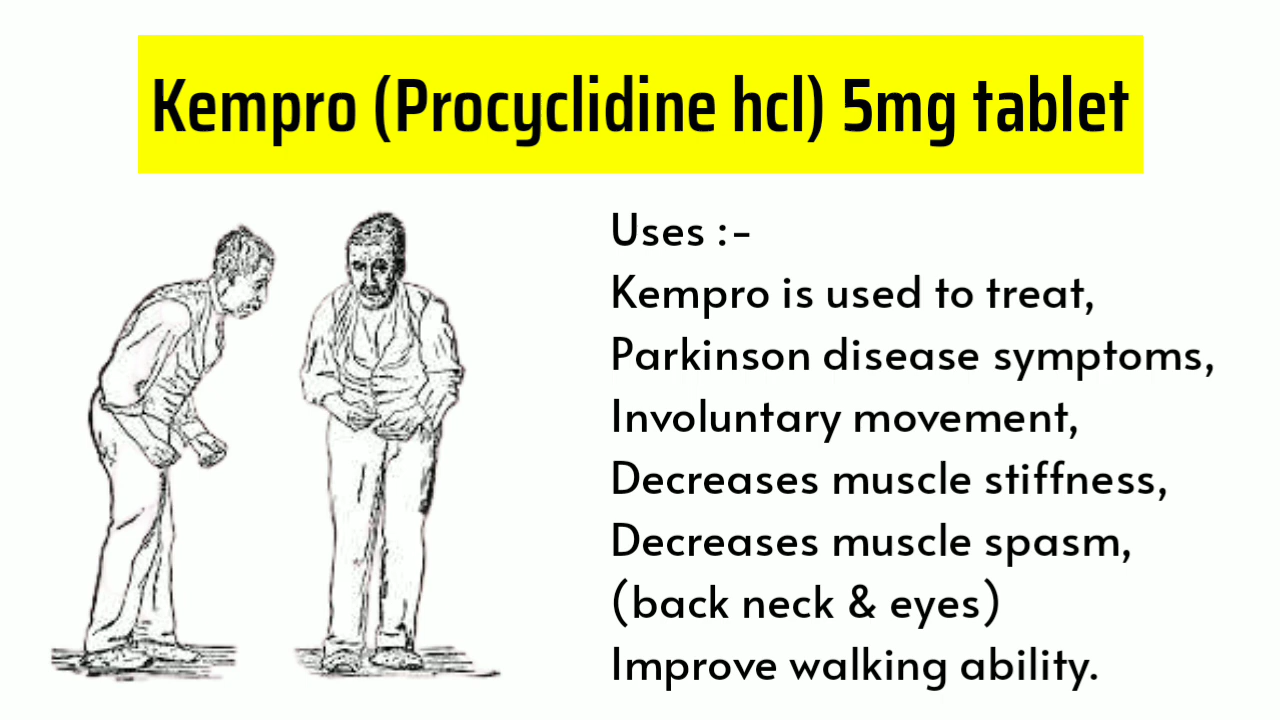 Kempro (Procyclidine hcl) 5mg tablet
Uses :-
Kempro is used to treat,
Parkinson disease symptoms,
Involuntary movement,
Decreases muscle stiffness,
Decreases muscle spasm,
(back neck & eyes)
Improve walking ability.